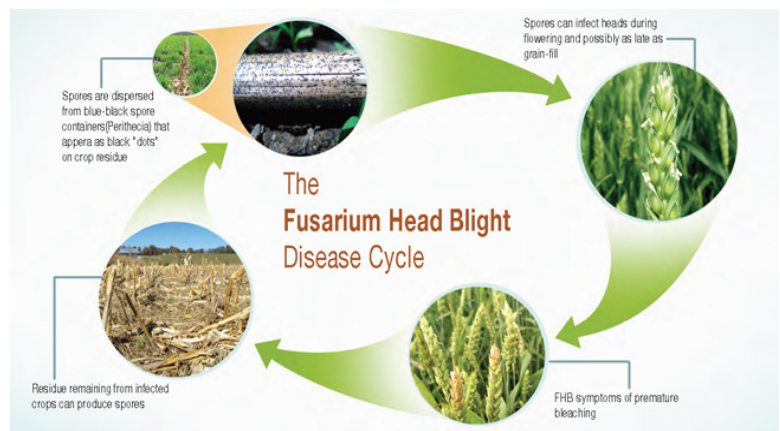 Spores can infect heads during
flowering and possibly as late as
grain-fill
Spores are dispersed
from blue-black spore
containers(Perithecia) that
appera as black "dots"
on crop residue
The
Fusarium Head Blight
Disease Cycle
Residue remaining from infected
crops can produce spores
FHB symptoms of premature
bleaching